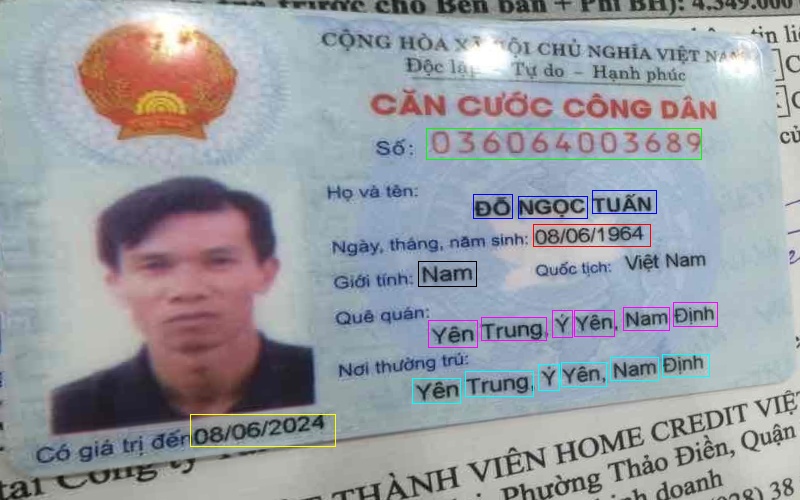 trước cho Bên bán + Phí BH): 4.349.000
CỘNG HÒA XÃ HỘI CHỦ NGHĨA VIỆT NAM
Độc lập - Tự do - Hạnh phúc
CĂN CƯỚC CÔNG DÂN
Số: 036064003689
Họ và tên:
ĐỖ NGỌC TUẤN
Ngày, tháng, năm sinh: 08/06/1964
Giới tính: Nam Quốc tịch: Việt Nam
Quê quán:
Yên Trung, Ý Yên, Nam Định
Nơi thường trú:
Yên Trung, Ý Yên, Nam Định
Có giá trị đến 08/06/2024
tại Công ty
THÀNH VIÊN HOME CREDIT VIỆT
Phường Thảo Điền, Quận
kinh doanh
38